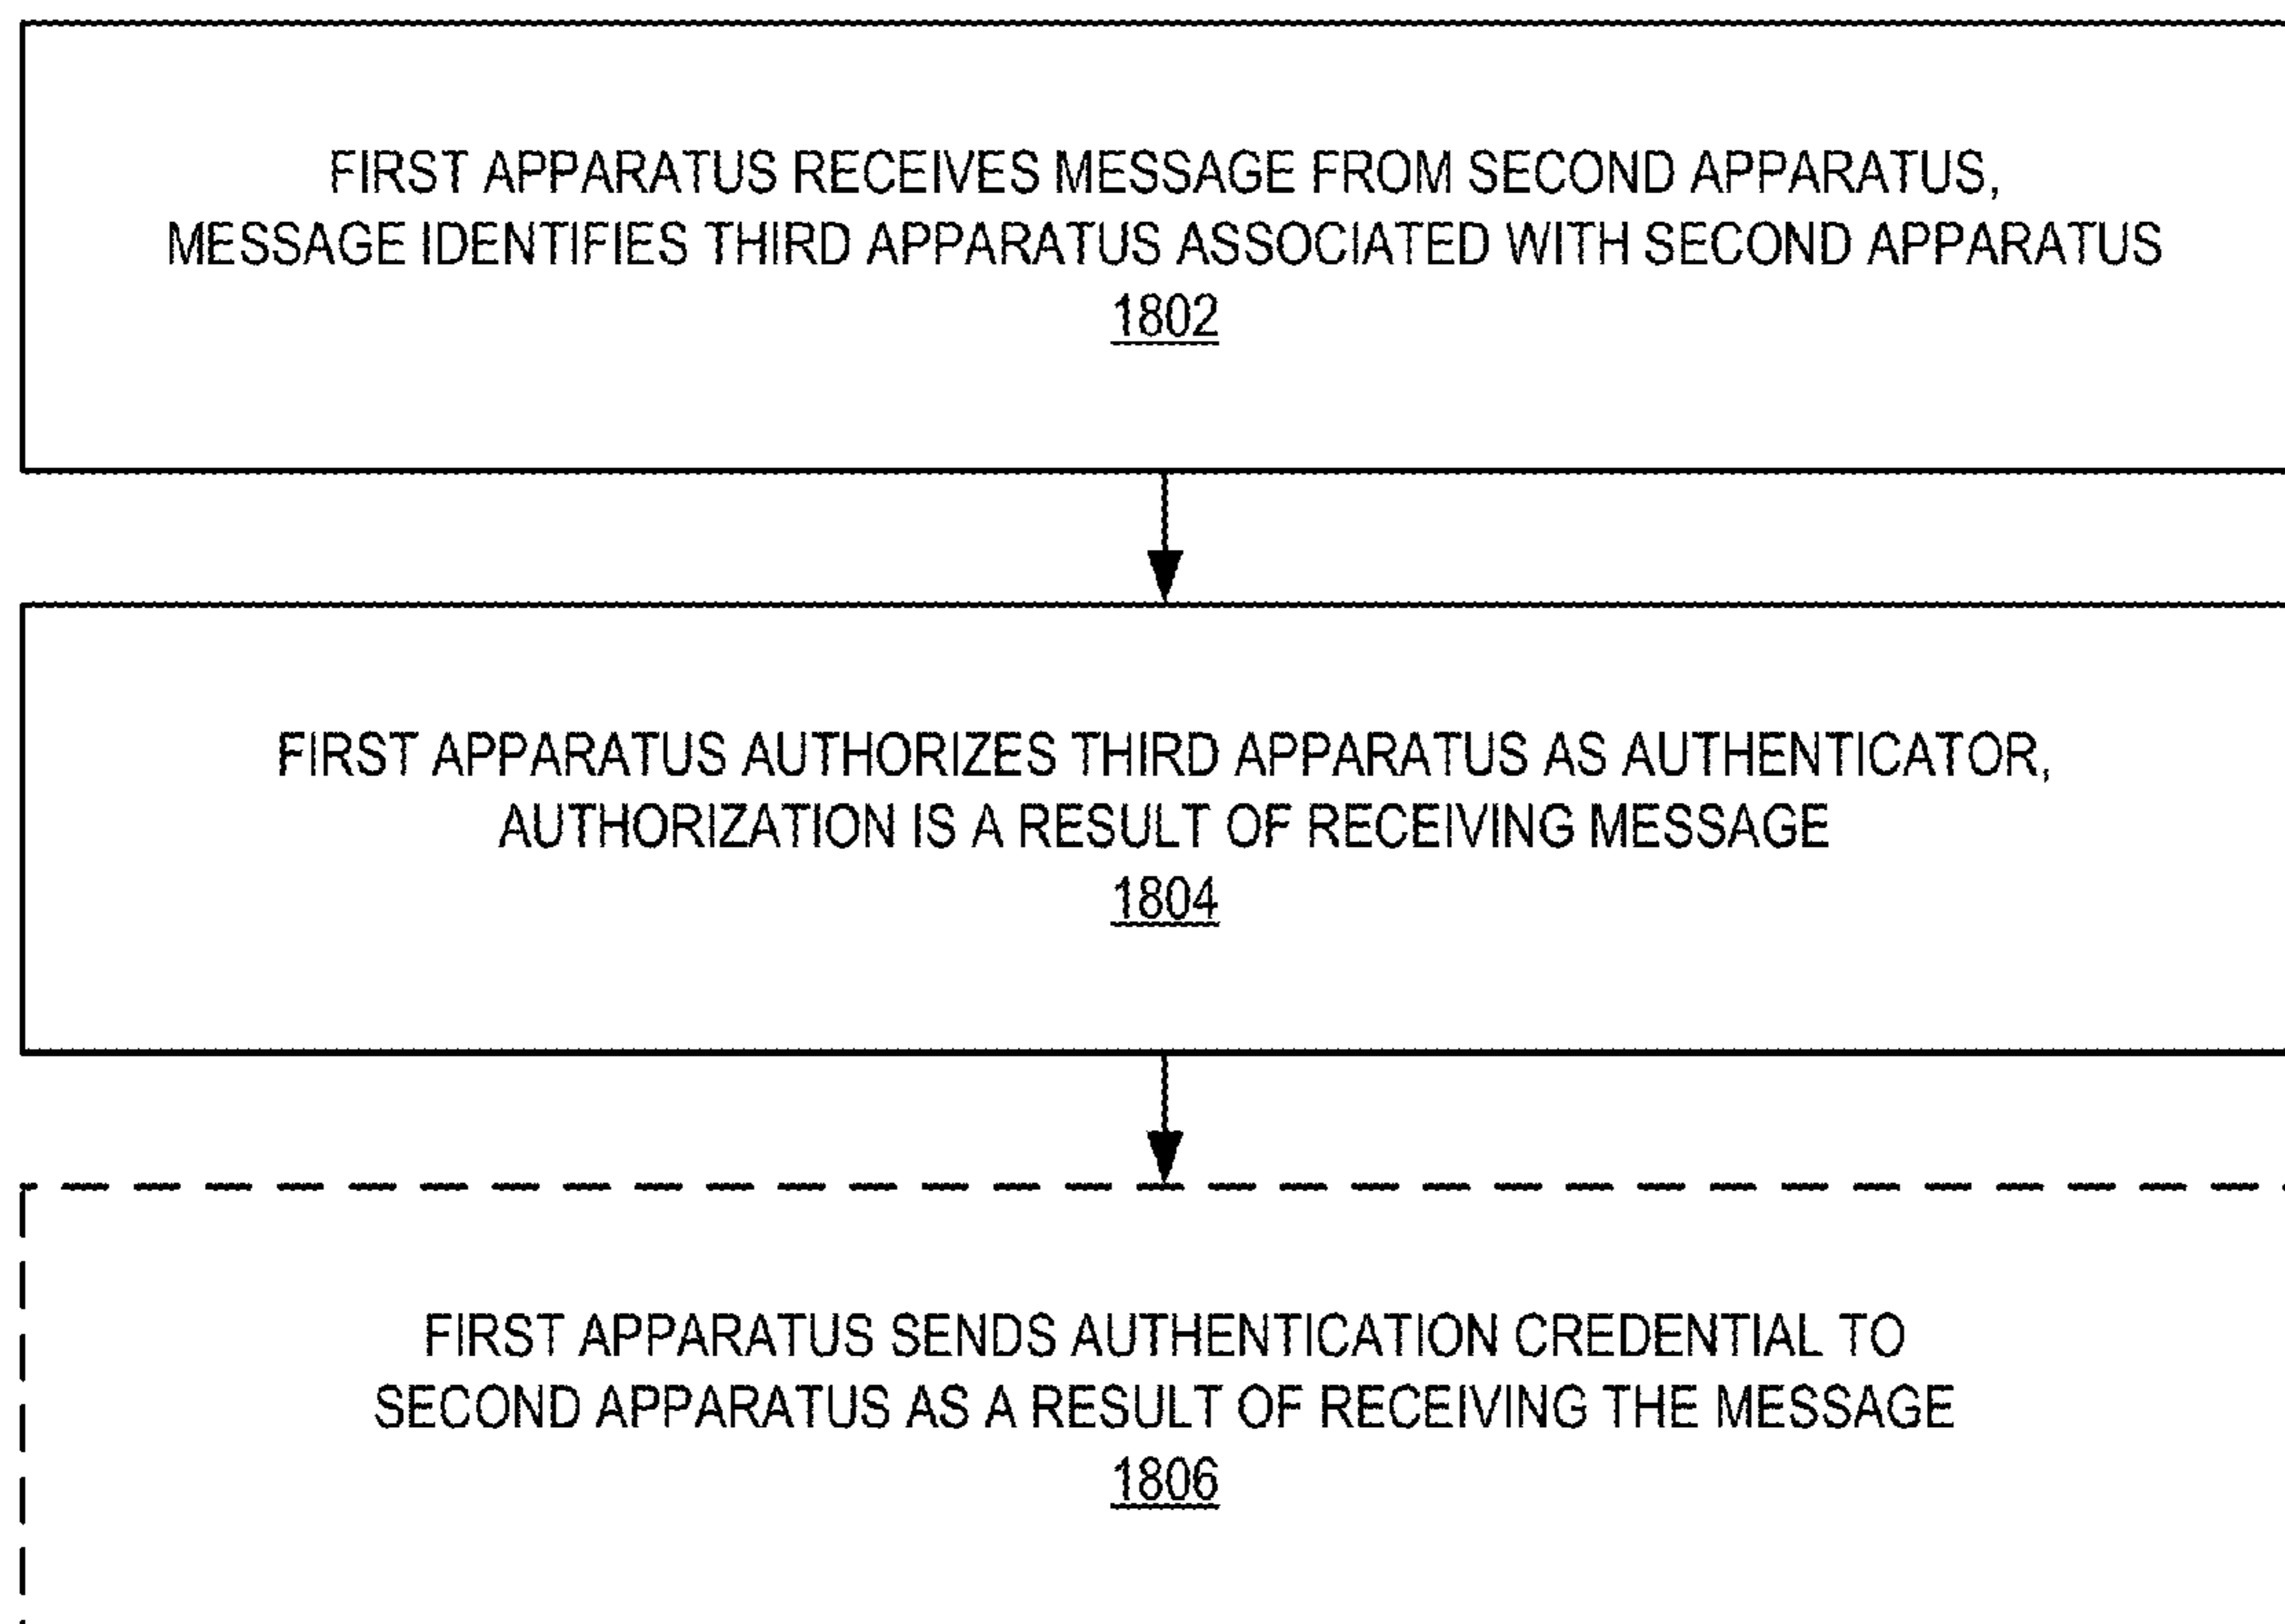 FIRST APPARATUS RECEIVES MESSAGE FROM SECOND APPARATUS,
MESSAGE IDENTIFIES THIRD APPARATUS ASSOCIATED WITH SECOND APPARATUS
1802
FIRST APPARATUS AUTHORIZES THIRD APPARATUS AS AUTHENTICATOR,
AUTHORIZATION IS A RESULT OF RECEIVING MESSAGE
1804
FIRST APPARATUS SENDS AUTHENTICATION CREDENTIAL TO
SECOND APPARATUS AS A RESULT OF RECEIVING THE MESSAGE
1806